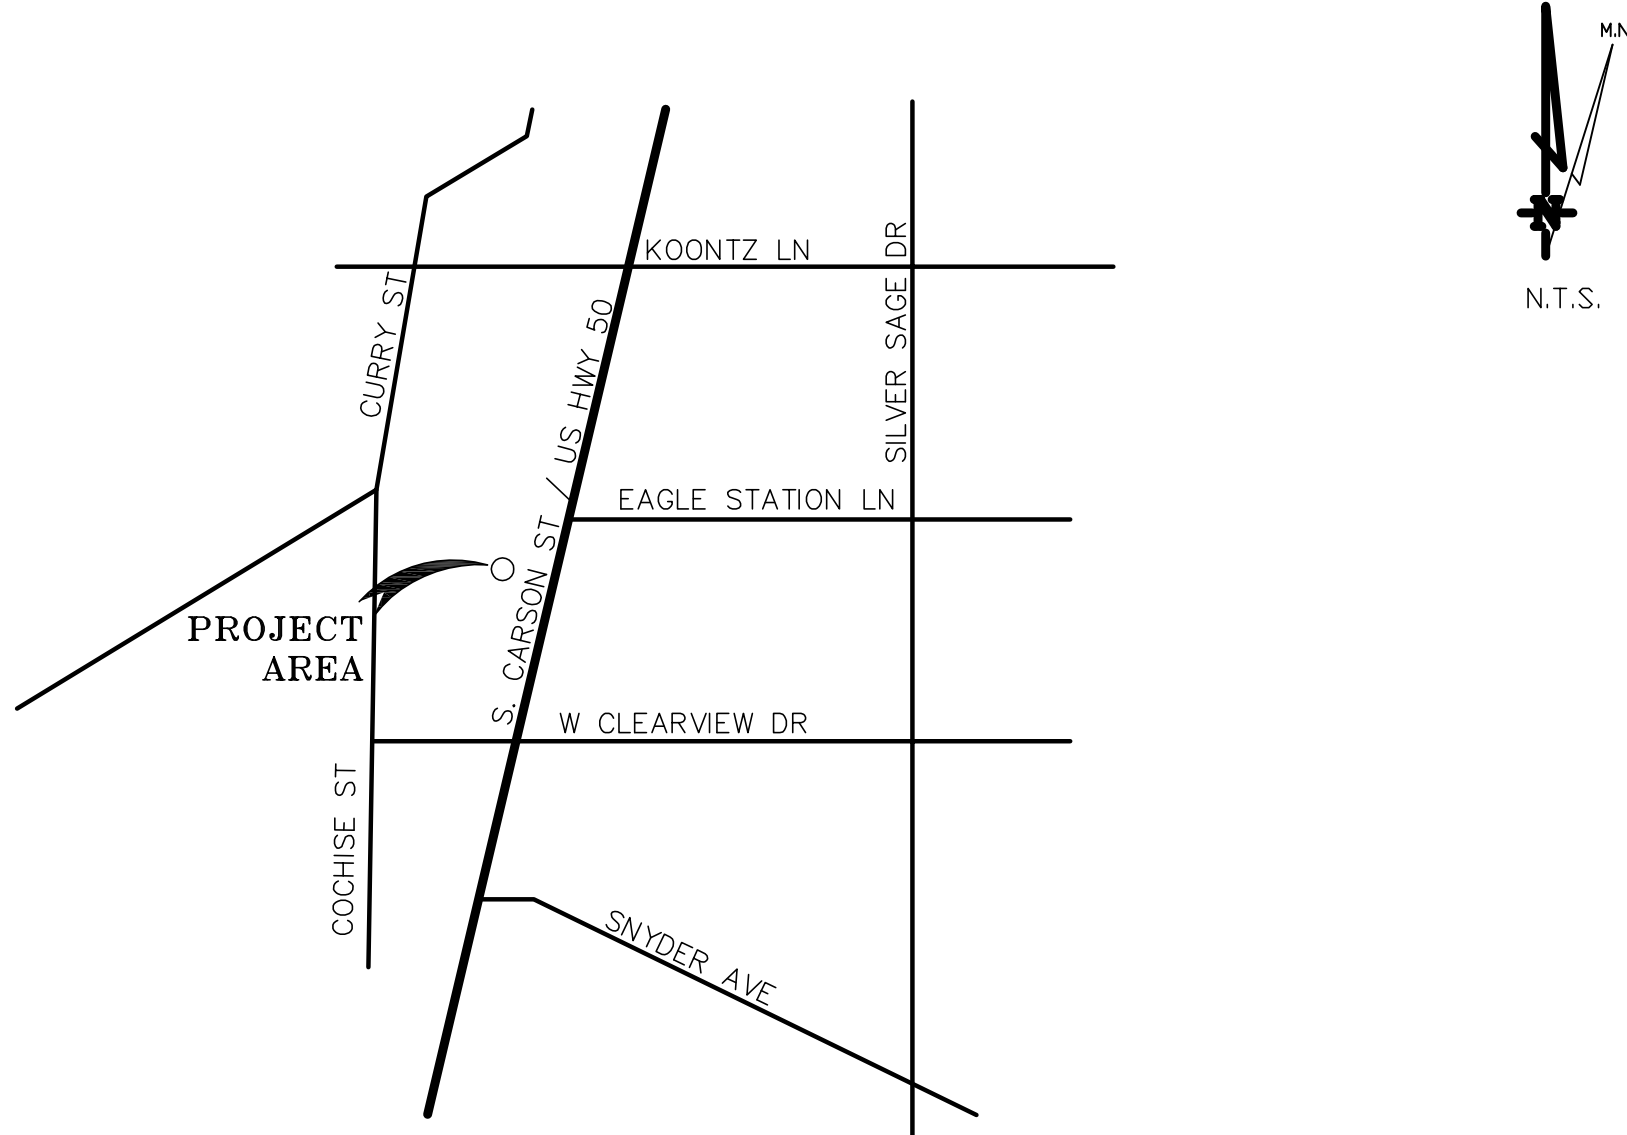 M.N
N
N.T.S.
KOONTZ LN
SILVER SAGE DR
CURRY ST
S. CARSON ST / US HWY 50
EAGLE STATION LN
PROJECT
AREA
W CLEARVIEW DR
COCHISE ST
SNYDER AVE